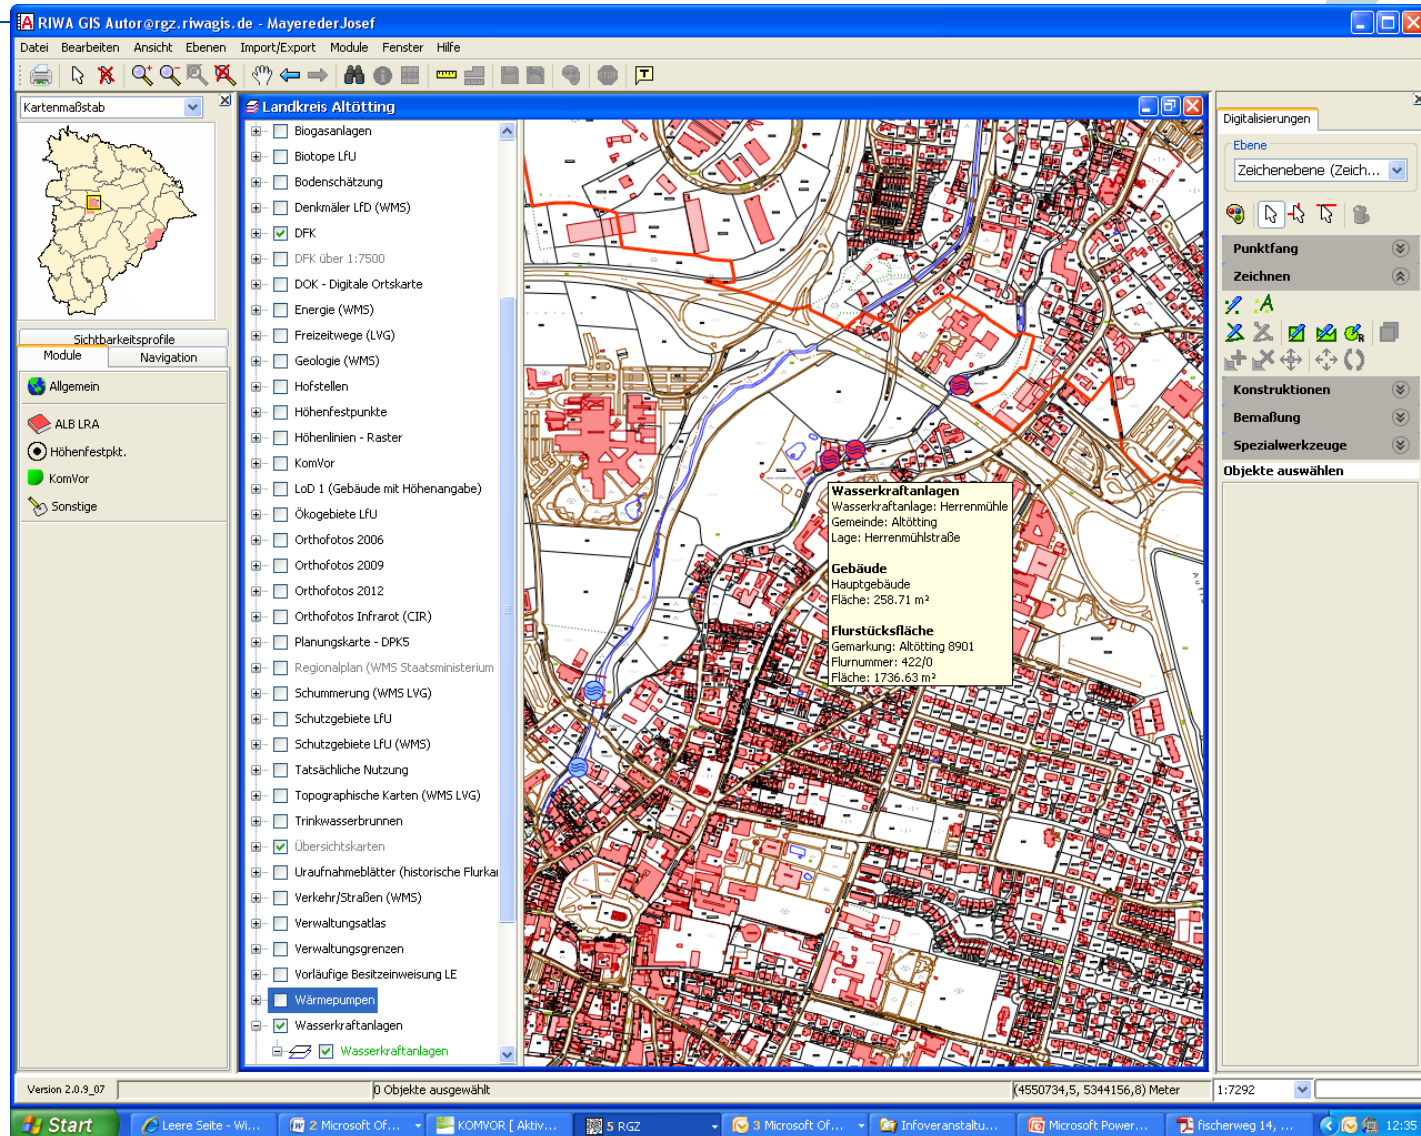 RIWA GIS Autor@rgz.riwagis.de - MayerederJosef
Datei Bearbeiten Ansicht Ebenen Import/Export Module Fenster Hilfe
Kartenmaßstab
Sichtbarkeitsprofile
Module Navigation
Allgemein
ALB LRA
Höhenfestpkt.
KomVor
Sonstige
Landkreis Altötting
Biogasanlagen
Biotope LfU
Bodenschätzung
Denkmäler LfD (WMS)
DFK
DFK über 1:7500
DOK - Digitale Ortskarte
Energie (WMS)
Freizeitwege (LVG)
Geologie (WMS)
Hofstellen
Höhenfestpunkte
Höhenlinien - Raster
KomVor
LoD 1 (Gebäude mit Höhenangabe)
Ökogebiete LfU
Orthofotos 2006
Orthofotos 2009
Orthofotos 2012
Orthofotos Infrarot (CIR)
Planungskarte - DPK5
Regionalplan (WMS Staatsministerium
Schummerung (WMS LVG)
Schutzgebiete LfU
Schutzgebiete LfU (WMS)
Tatsächliche Nutzung
Topographische Karten (WMS LVG)
Trinkwasserbrunnen
Übersichtskarten
Uraufnahmeblätter (historische Flurkar
Verkehr/Straßen (WMS)
Verwaltungsatlas
Verwaltungsgrenzen
Vorläufige Besitzeinweisung LE
Wärmepumpen
Wasserkraftanlagen
Wasserkraftanlagen
Wasserkraftanlagen
Wasserkraftanlage: Herrenmühle
Gemeinde: Altötting
Lage: Herrenmühlstraße
Gebäude
Hauptgebäude
Fläche: 258.71 m²
Flurstücksfläche
Gemarkung: Altötting 8901
Flurnummer: 422/0
Fläche: 1736.63 m²
Digitalisierungen
Ebene
Zeichenebene (Zeich...
Punktfang
Zeichnen
Konstruktionen
Bemaßung
Spezialwerkzeuge
Objekte auswählen
Version 2.0.9_07
0 Objekte ausgewählt
(4550734,5, 5344156,8) Meter
1:7292
Start
Leere Seite - Wi...
2 Microsoft Of...
KOMVOR [ Aktiv...
5 RGZ
3 Microsoft Of...
Infoveranstaltu...
Microsoft Power...
fischerweg 14, ...
12:35